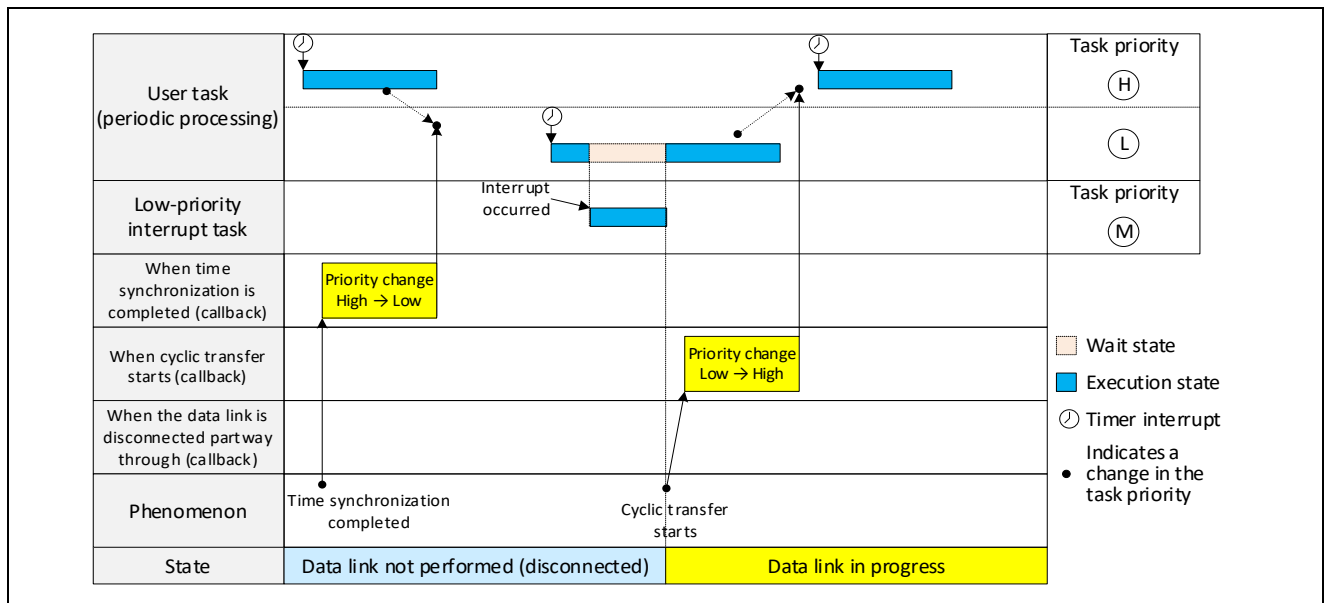 User task
(periodic processing)
Task priority
H
L
Low-priority
interrupt task
Interrupt
occurred
Task priority
M
When time
synchronization is
completed (callback)
Priority change
High → Low
When cyclic transfer
starts (callback)
Priority change
Low → High
When the data link is
disconnected partway
through (callback)
Phenomenon
Time synchronization
completed
Cyclic transfer
starts
State
Data link not performed (disconnected)
Data link in progress
Wait state
Execution state
Timer interrupt
Indicates a
change in the
task priority